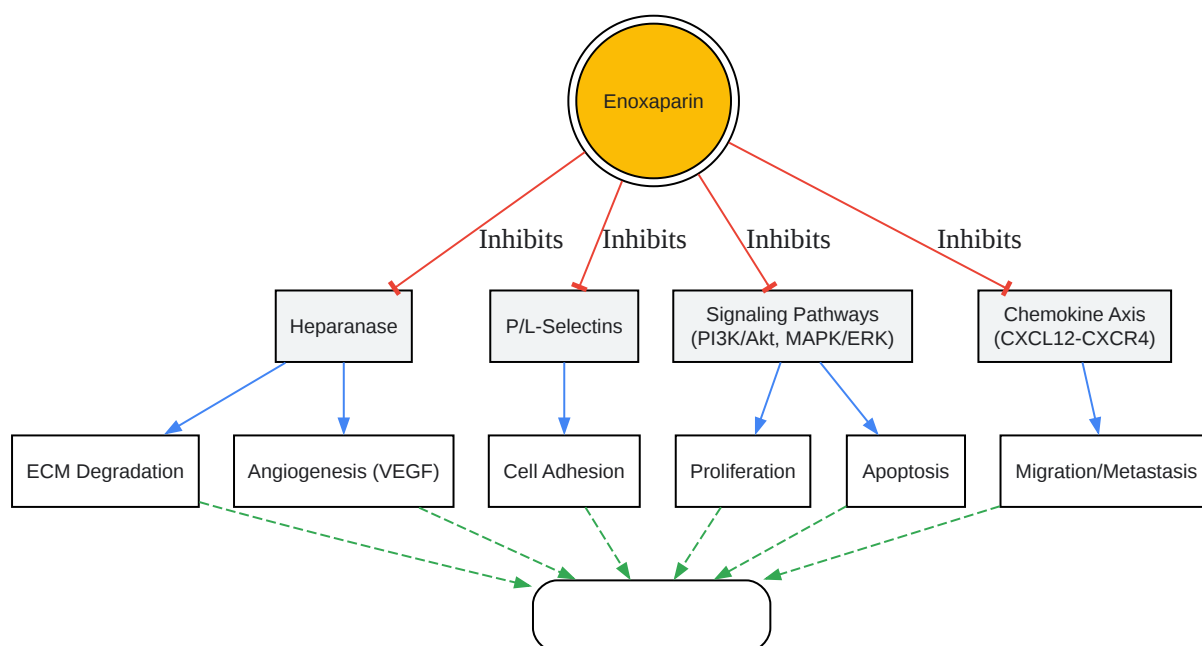 Enoxaparin
Inhibits
Inhibits
Inhibits
Inhibits
Heparanase
P/L-Selectins
Signaling Pathways
(PI3K/Akt, MAPK/ERK)
Chemokine Axis
(CXCL12-CXCR4)
ECM Degradation
Angiogenesis (VEGF)
Cell Adhesion
Proliferation
Apoptosis
Migration/Metastasis